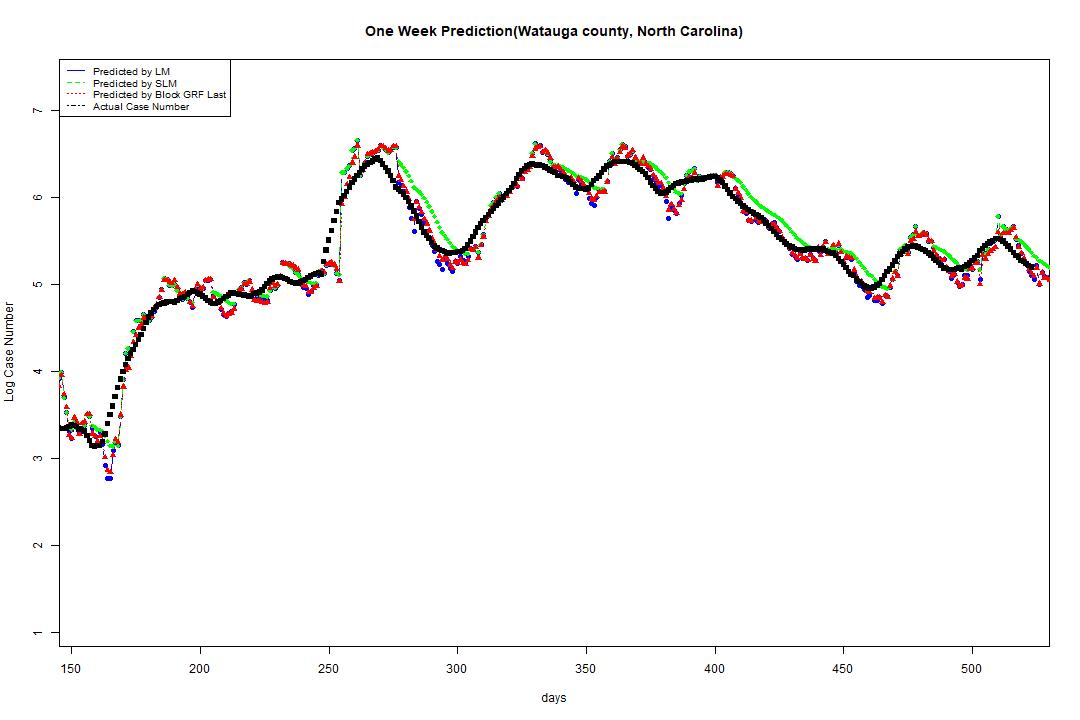 One Week Prediction(Watauga county, North Carolina)
Predicted by LM
Predicted by SLM
Predicted by Block GRF Last
Actual Case Number
7
6
5
4
3
2
1
Log Case Number
150 200 250 300 350 400 450 500
days